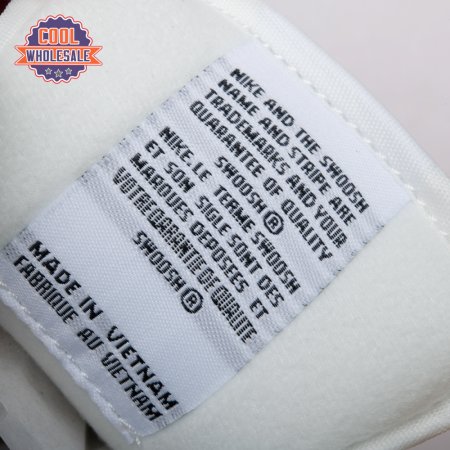 COOL
WHOLESALE
NIKE AND THE SWOOSH
NAME AND STRIPE ARE
TRADEMARKS AND YOUR
GUARANTEE OF QUALITY
SWOOSH®
NIKE, LE TERME SWOOSH
ET SON SIGLE SONT DES
MARQUES DEPOSEES ET
VOTRE GUARANTIE DE QUALITE
SWOOSH®
MADE IN VIETNAM
FABRIQUE AU VIETNAM